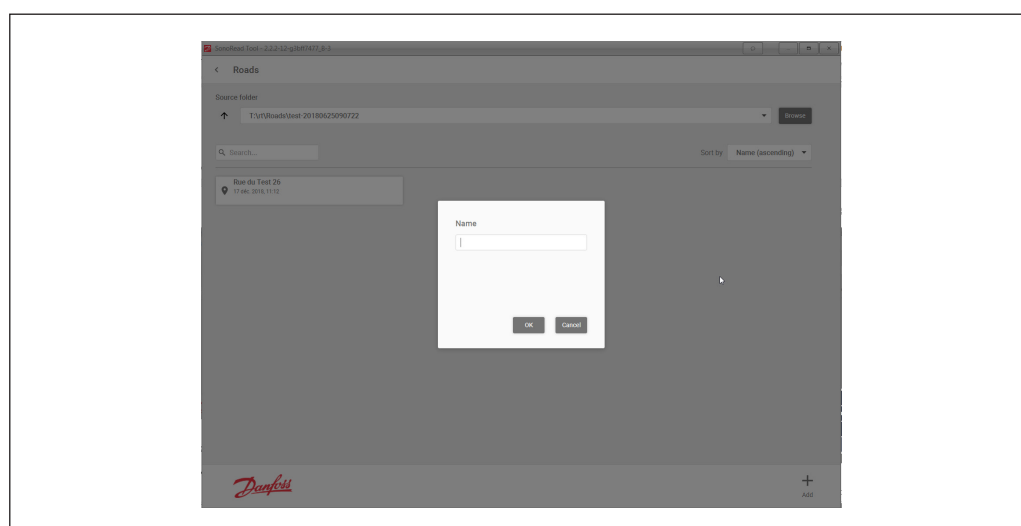 Roads
Source folder
T:\srt\Roads\test-20180625090722
Browse
Search...
Sort by
Name (ascending)
Rue du Test 26
Name
OK
Cancel
Danfoss
Add